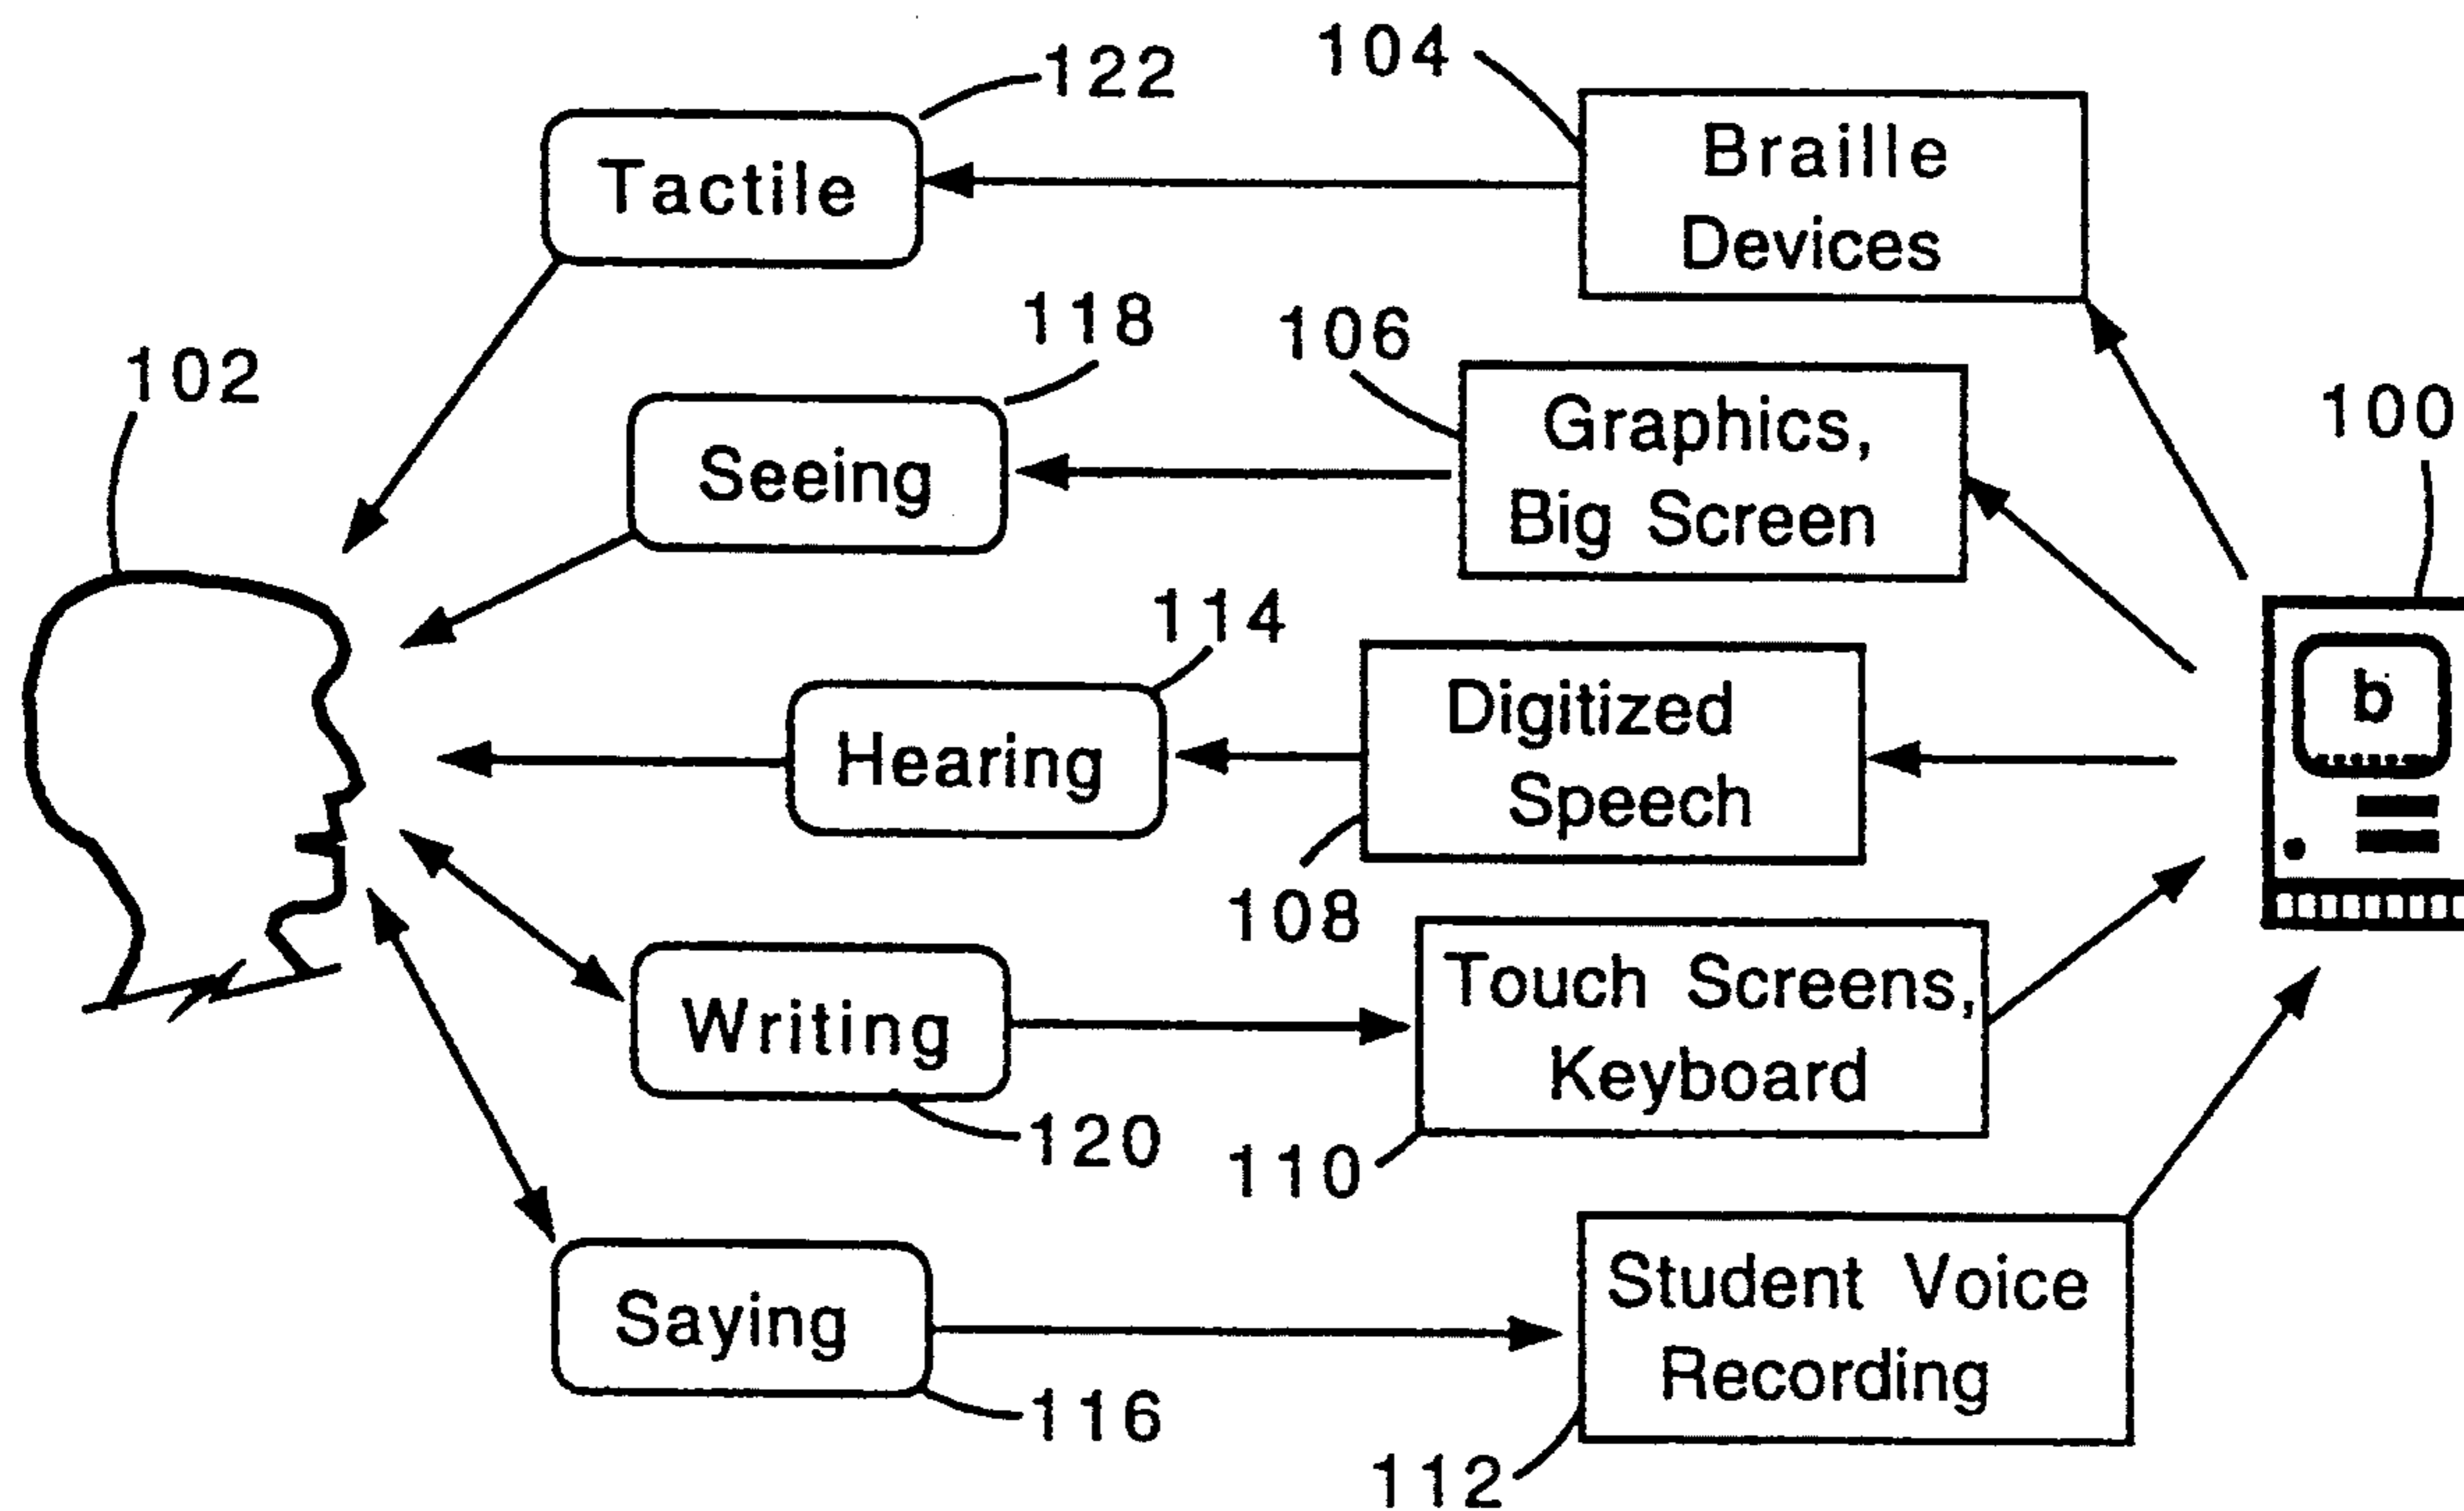 122
104
Tactile
Braille
Devices
118
106
102
100
Seeing
Graphics,
Big Screen
114
b
Hearing
Digitized
Speech
108
Writing
Touch Screens,
Keyboard
120
110
Saying
Student Voice
Recording
116
112